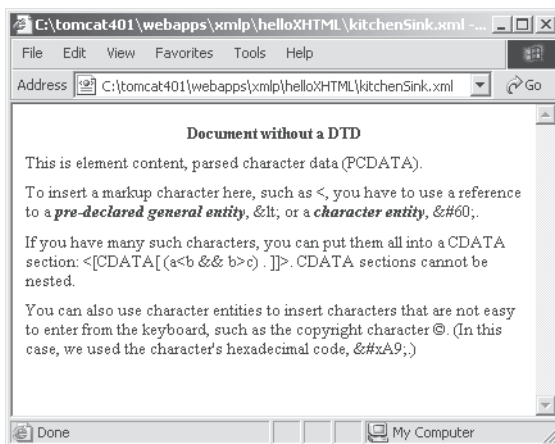 C:\tomcat401\webapps\xmlp\helloXHTML\kitchenSink.xml -...
File Edit View Favorites Tools Help
Address C:\tomcat401\webapps\xmlp\helloXHTML\kitchenSink.xml Go
Document without a DTD
This is element content, parsed character data (PCDATA).
To insert a markup character here, such as <, you have to use a reference
to a pre-declared general entity, &lt; or a character entity, &#60;.
If you have many such characters, you can put them all into a CDATA
section: <[CDATA[ (a<b && b>c) . ]]>. CDATA sections cannot be
nested.
You can also use character entities to insert characters that are not easy
to enter from the keyboard, such as the copyright character ©. (In this
case, we used the character's hexadecimal code, &#xA9;.)
Done My Computer